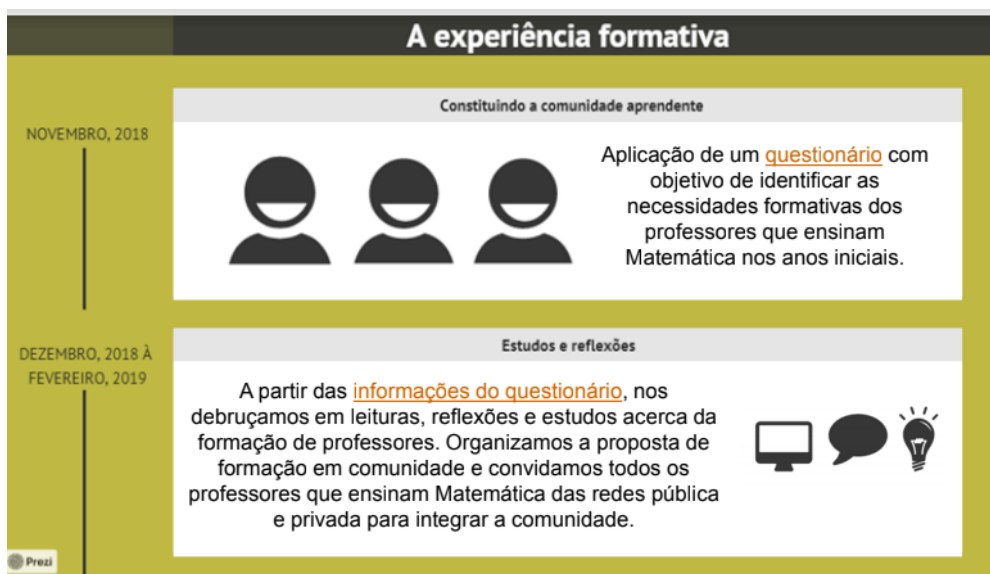 A experiência formativa
NOVEMBRO, 2018
Constituindo a comunidade aprendente
Aplicação de um questionário com
objetivo de identificar as
necessidades formativas dos
professores que ensinam
Matemática nos anos iniciais.
DEZEMBRO, 2018 À
FEVEREIRO, 2019
Estudos e reflexões
A partir das informações do questionário, nos
debruçamos em leituras, reflexões e estudos acerca da
formação de professores. Organizamos a proposta de
formação em comunidade e convidamos todos os
professores que ensinam Matemática das redes pública
e privada para integrar a comunidade.
Prezi